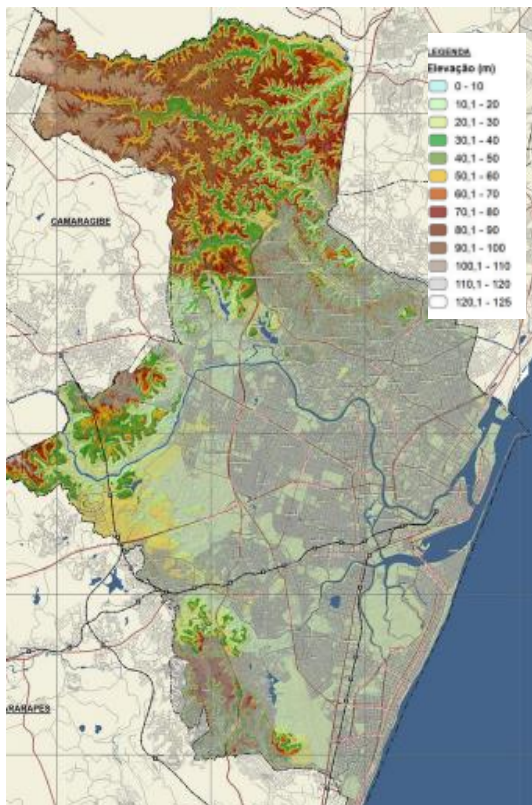 LEGENDA
Elevação (m)
0 - 10
10,1 - 20
20,1 - 30
30,1 - 40
40,1 - 50
50,1 - 60
60,1 - 70
70,1 - 80
80,1 - 90
90,1 - 100
100,1 - 110
110,1 - 120
120,1 - 125
CAMARAGIBE
ARARAPES